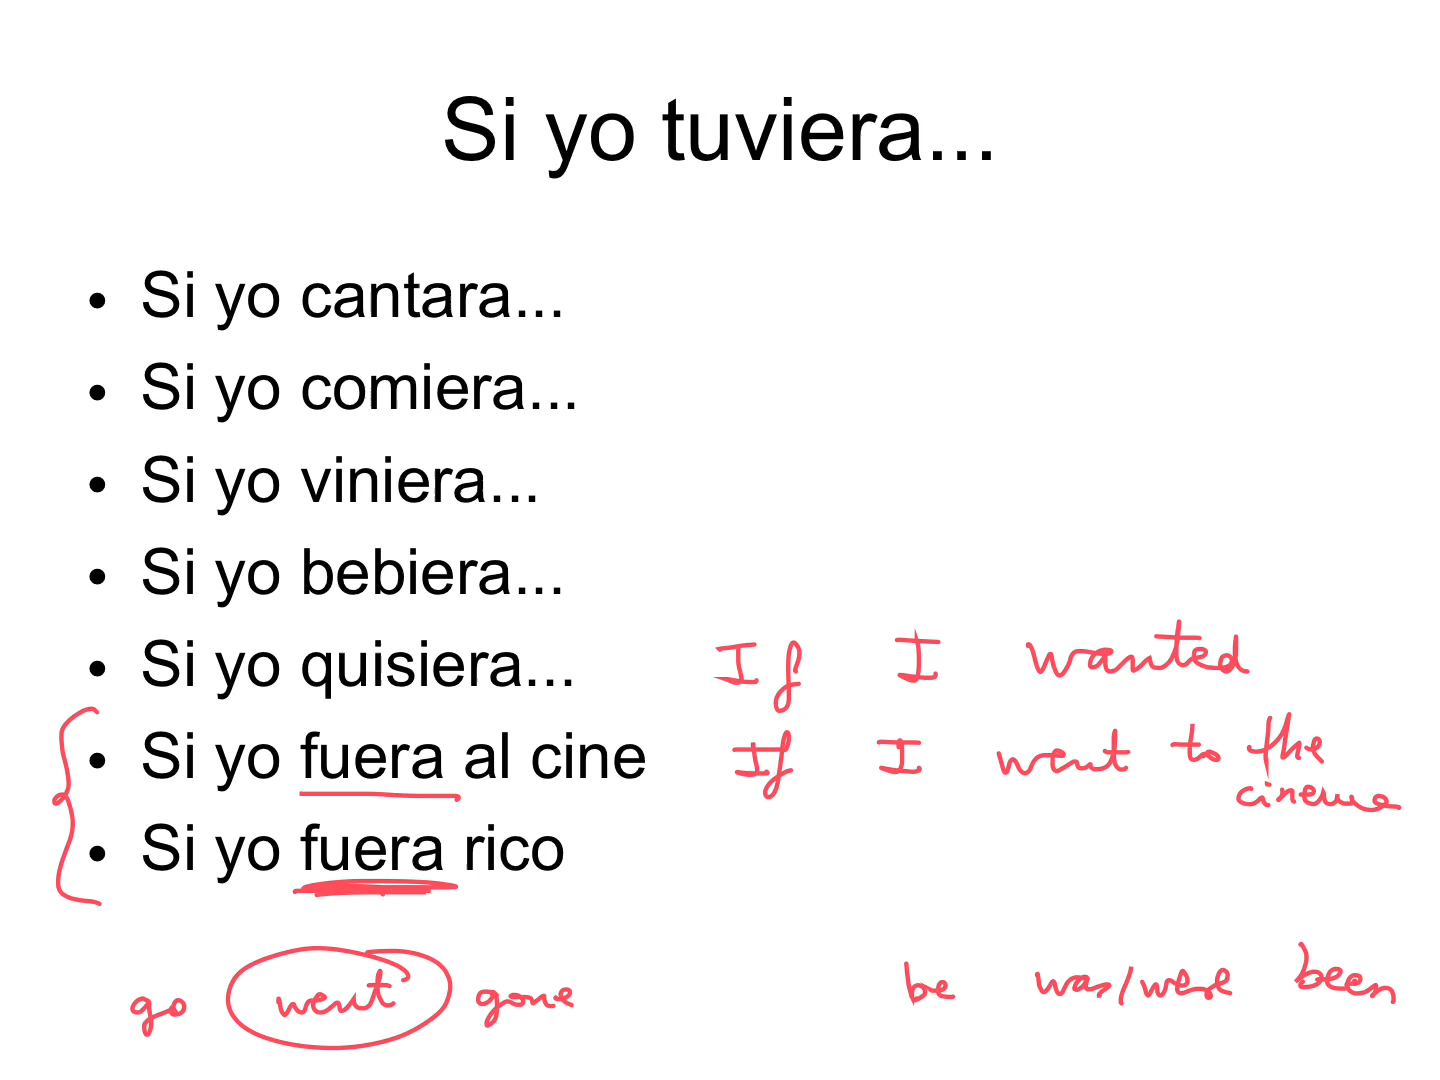 Si yo tuviera...
• Si yo cantara...
• Si yo comiera...
• Si yo viniera...
• Si yo bebiera...
• Si yo quisiera... If I wanted
• Si yo fuera al cine If I went to the
cinema
• Si yo fuera rico
go went gone be was/were been